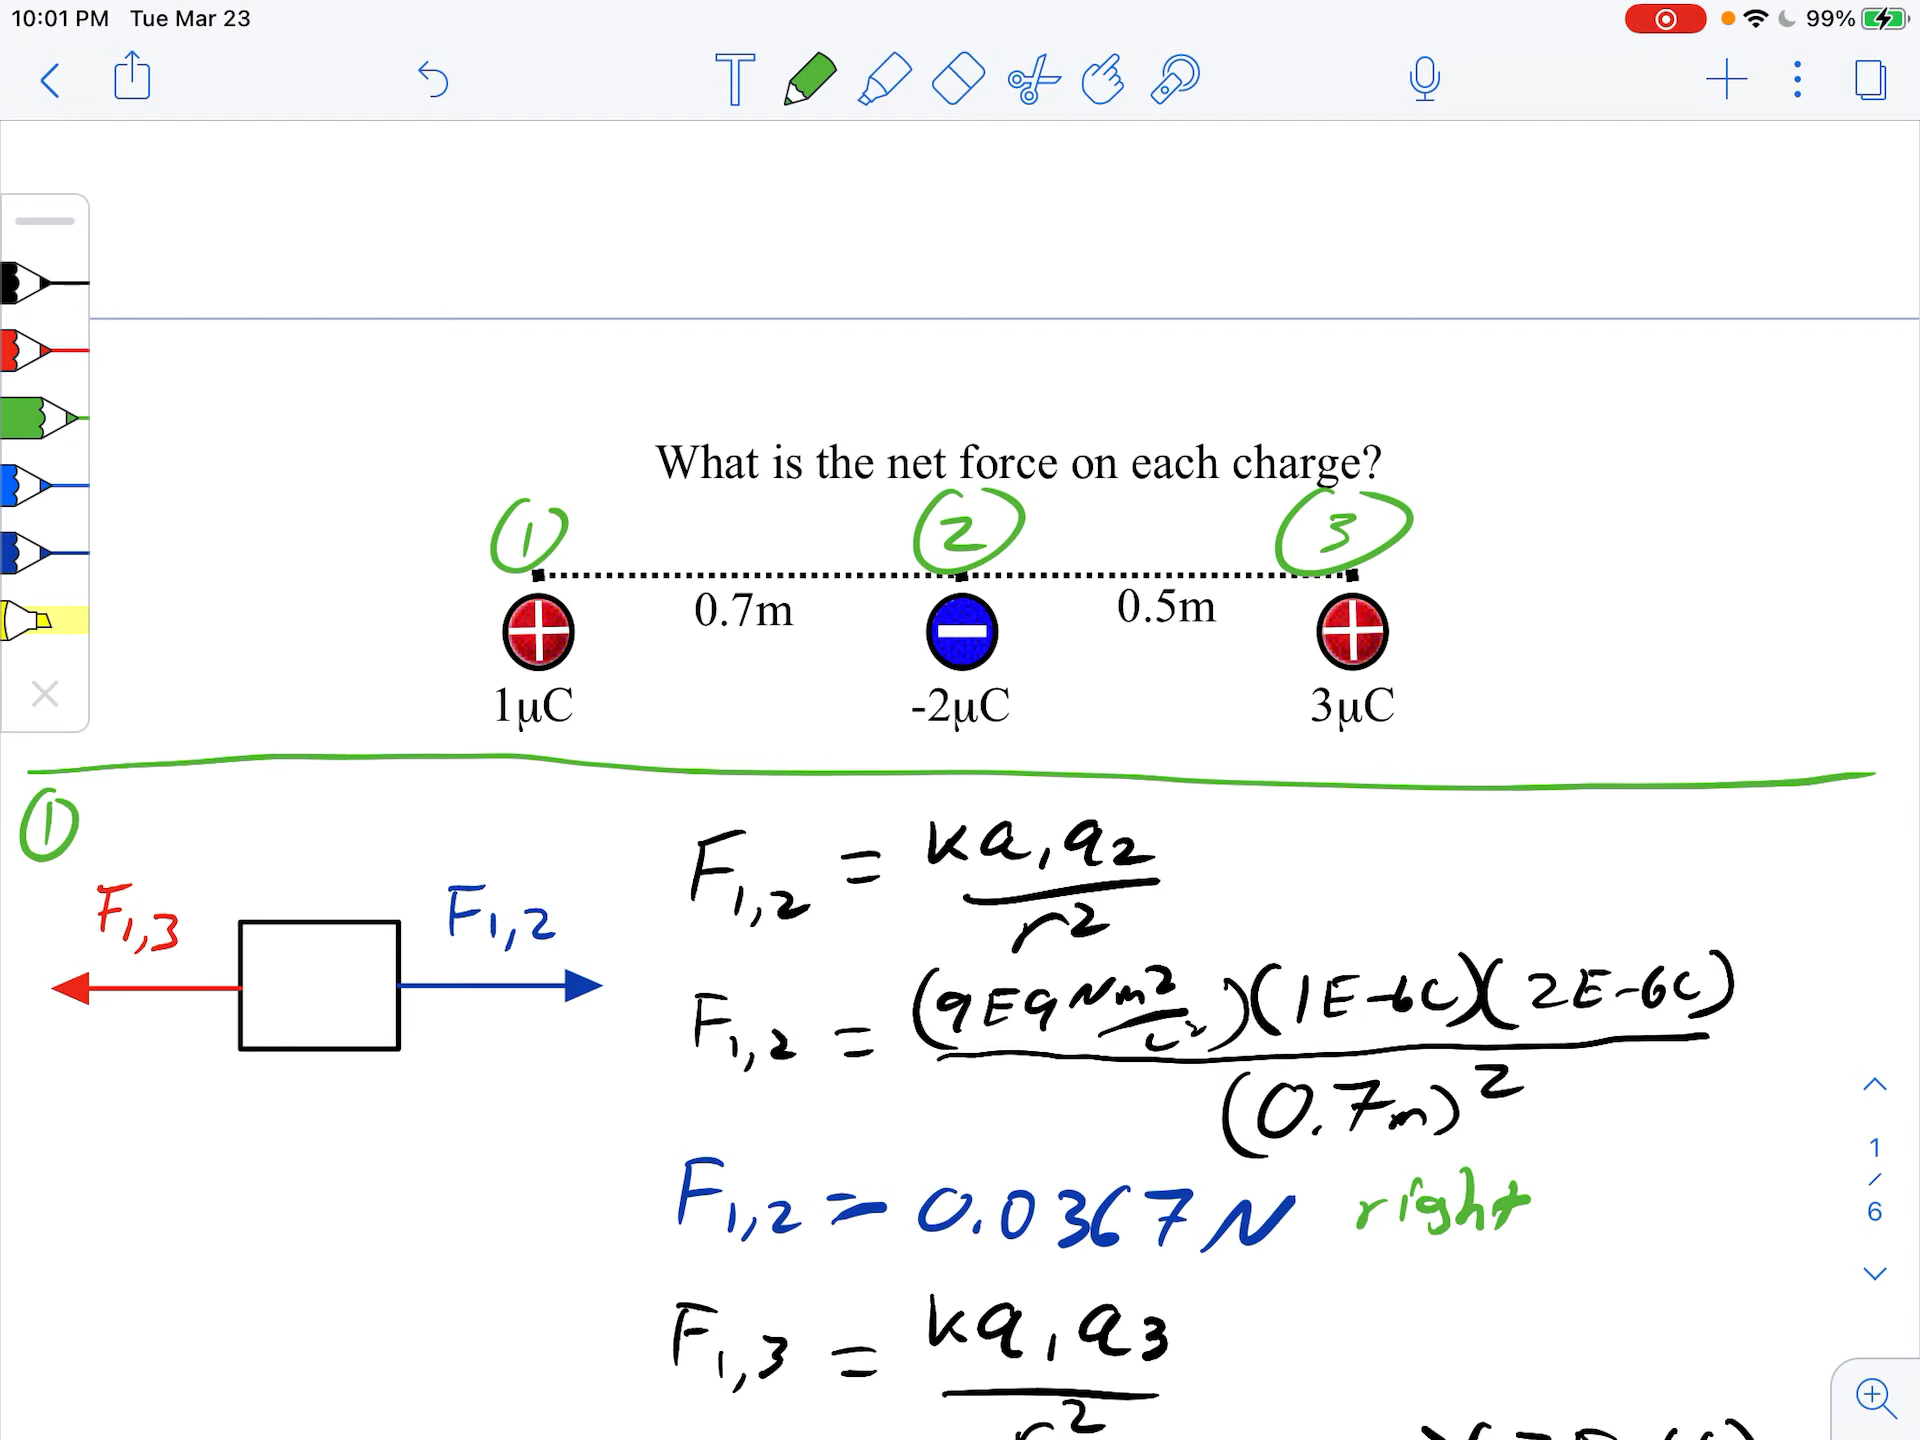 10:01 PM Tue Mar 23 99%
T
What is the net force on each charge?
1 2 3
0.7m 0.5m
1μC -2μC 3μC
1
F1,3 F1,2
F1,2 = kq1q2
r2
F1,2 = (9E9 Nm2/C2)(1E-6C)(2E-6C)
(0.7m)2
F1,2 = 0.0367 N right
F1,3 = kq1q3
r2
1
/
6